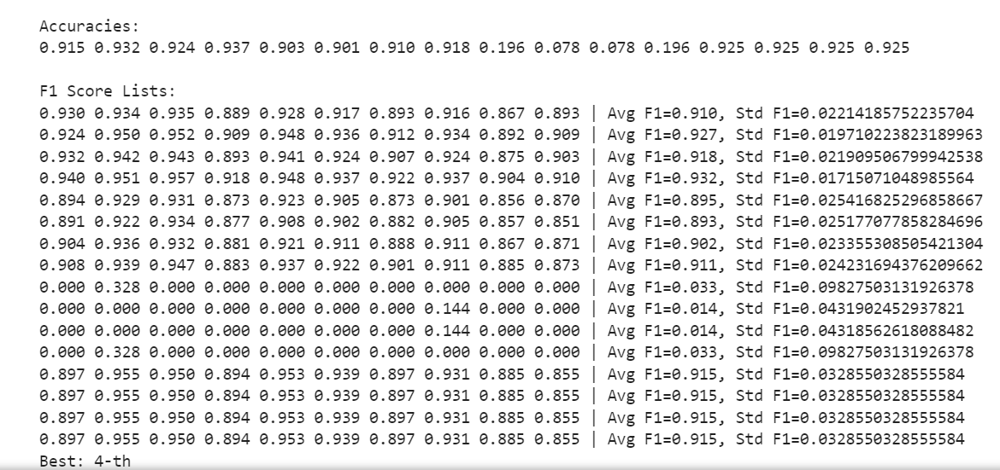 Accuracies:
0.915 0.932 0.924 0.937 0.903 0.901 0.910 0.918 0.196 0.078 0.078 0.196 0.925 0.925 0.925 0.925
F1 Score Lists:
0.930 0.934 0.935 0.889 0.928 0.917 0.893 0.916 0.867 0.893 | Avg F1=0.910, Std F1=0.02214185752235704
0.924 0.950 0.952 0.909 0.948 0.936 0.912 0.934 0.892 0.909 | Avg F1=0.927, Std F1=0.019710223823189963
0.932 0.942 0.943 0.893 0.941 0.924 0.907 0.924 0.875 0.903 | Avg F1=0.918, Std F1=0.021909506799942538
0.940 0.951 0.957 0.918 0.948 0.937 0.922 0.937 0.904 0.910 | Avg F1=0.932, Std F1=0.01715071048985564
0.894 0.929 0.931 0.873 0.923 0.905 0.873 0.901 0.856 0.870 | Avg F1=0.895, Std F1=0.025416825296858667
0.891 0.922 0.934 0.877 0.908 0.902 0.882 0.905 0.857 0.851 | Avg F1=0.893, Std F1=0.025177077858284696
0.904 0.936 0.932 0.881 0.921 0.911 0.888 0.911 0.867 0.871 | Avg F1=0.902, Std F1=0.023355308505421304
0.908 0.939 0.947 0.883 0.937 0.922 0.901 0.911 0.885 0.873 | Avg F1=0.911, Std F1=0.024231694376209662
0.000 0.328 0.000 0.000 0.000 0.000 0.000 0.000 0.000 0.000 | Avg F1=0.033, Std F1=0.09827503131926378
0.000 0.000 0.000 0.000 0.000 0.000 0.000 0.144 0.000 0.000 | Avg F1=0.014, Std F1=0.0431902452937821
0.000 0.000 0.000 0.000 0.000 0.000 0.000 0.144 0.000 0.000 | Avg F1=0.014, Std F1=0.04318562618088482
0.000 0.328 0.000 0.000 0.000 0.000 0.000 0.000 0.000 0.000 | Avg F1=0.033, Std F1=0.09827503131926378
0.897 0.955 0.950 0.894 0.953 0.939 0.897 0.931 0.885 0.855 | Avg F1=0.915, Std F1=0.0328550328555584
0.897 0.955 0.950 0.894 0.953 0.939 0.897 0.931 0.885 0.855 | Avg F1=0.915, Std F1=0.0328550328555584
0.897 0.955 0.950 0.894 0.953 0.939 0.897 0.931 0.885 0.855 | Avg F1=0.915, Std F1=0.0328550328555584
0.897 0.955 0.950 0.894 0.953 0.939 0.897 0.931 0.885 0.855 | Avg F1=0.915, Std F1=0.0328550328555584
Best: 4-th